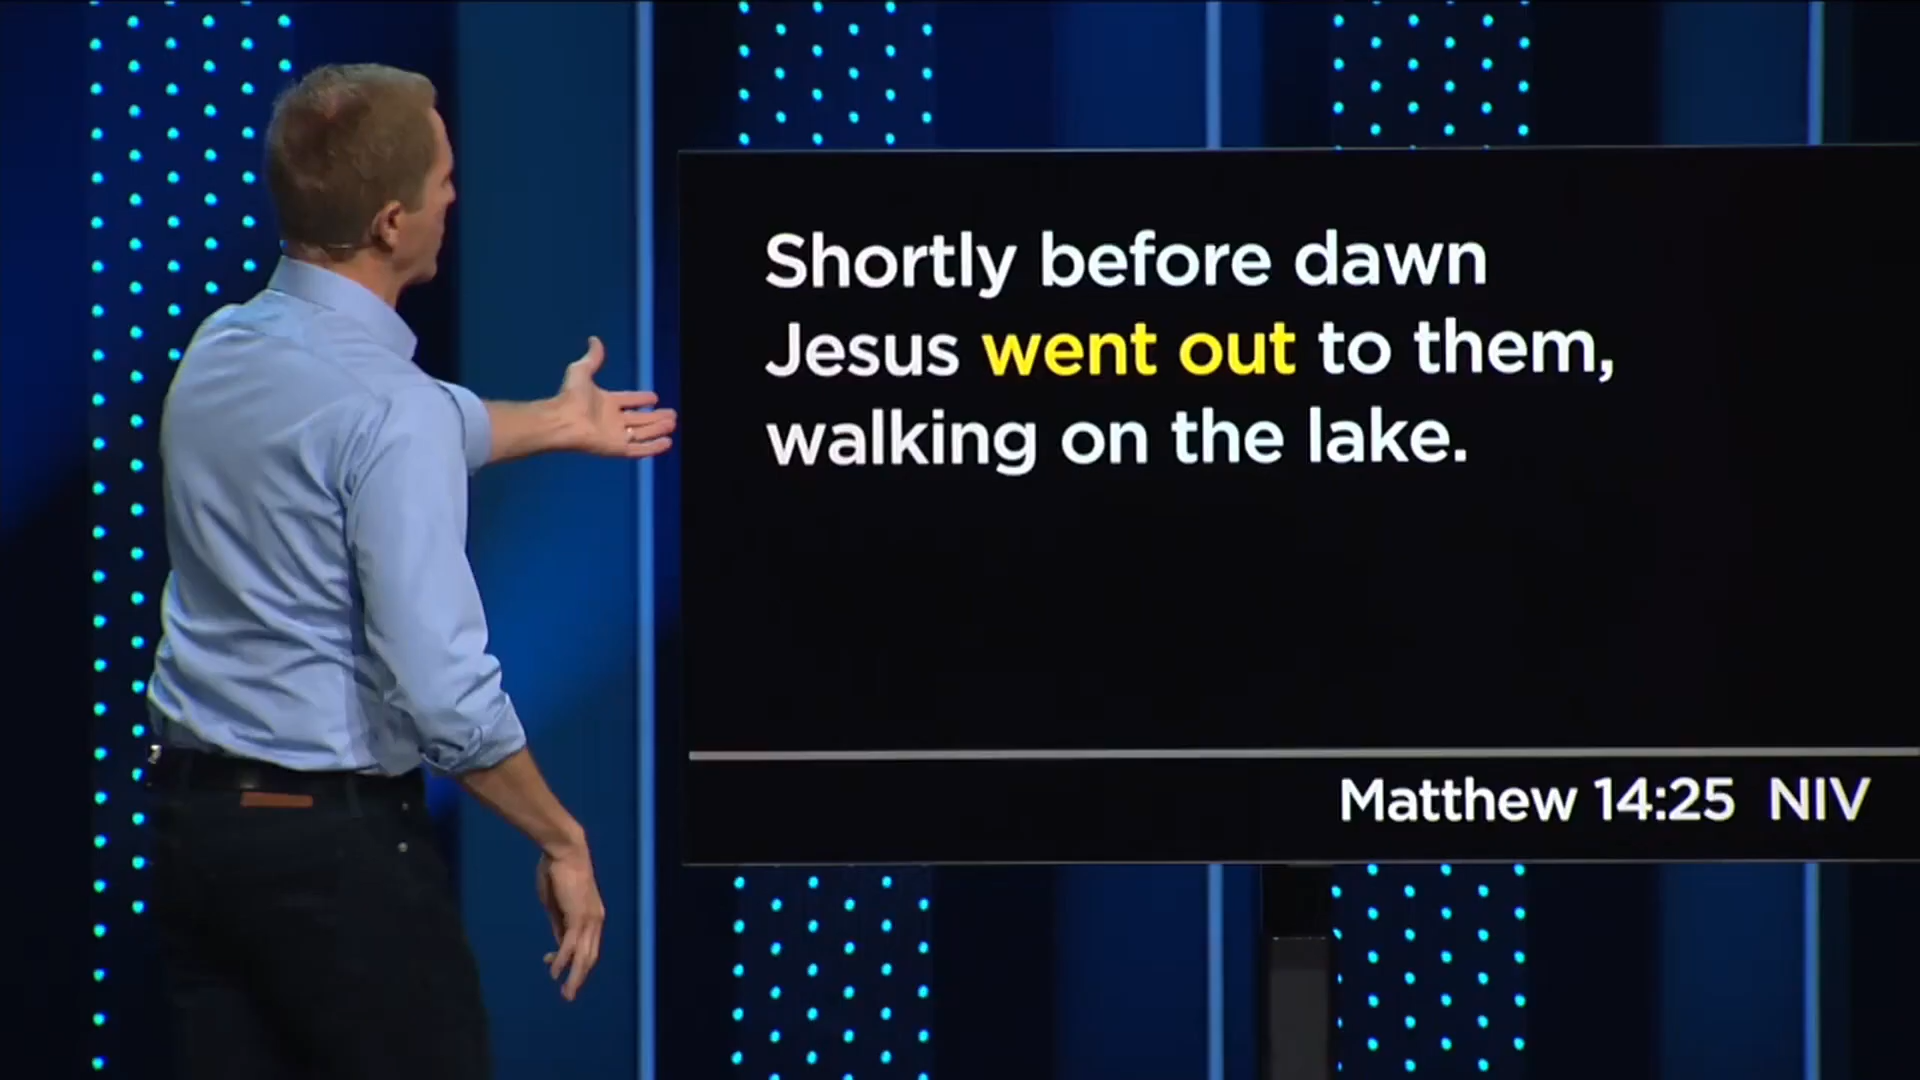 Shortly before dawn
Jesus went out to them,
walking on the lake.
Matthew 14:25 NIV